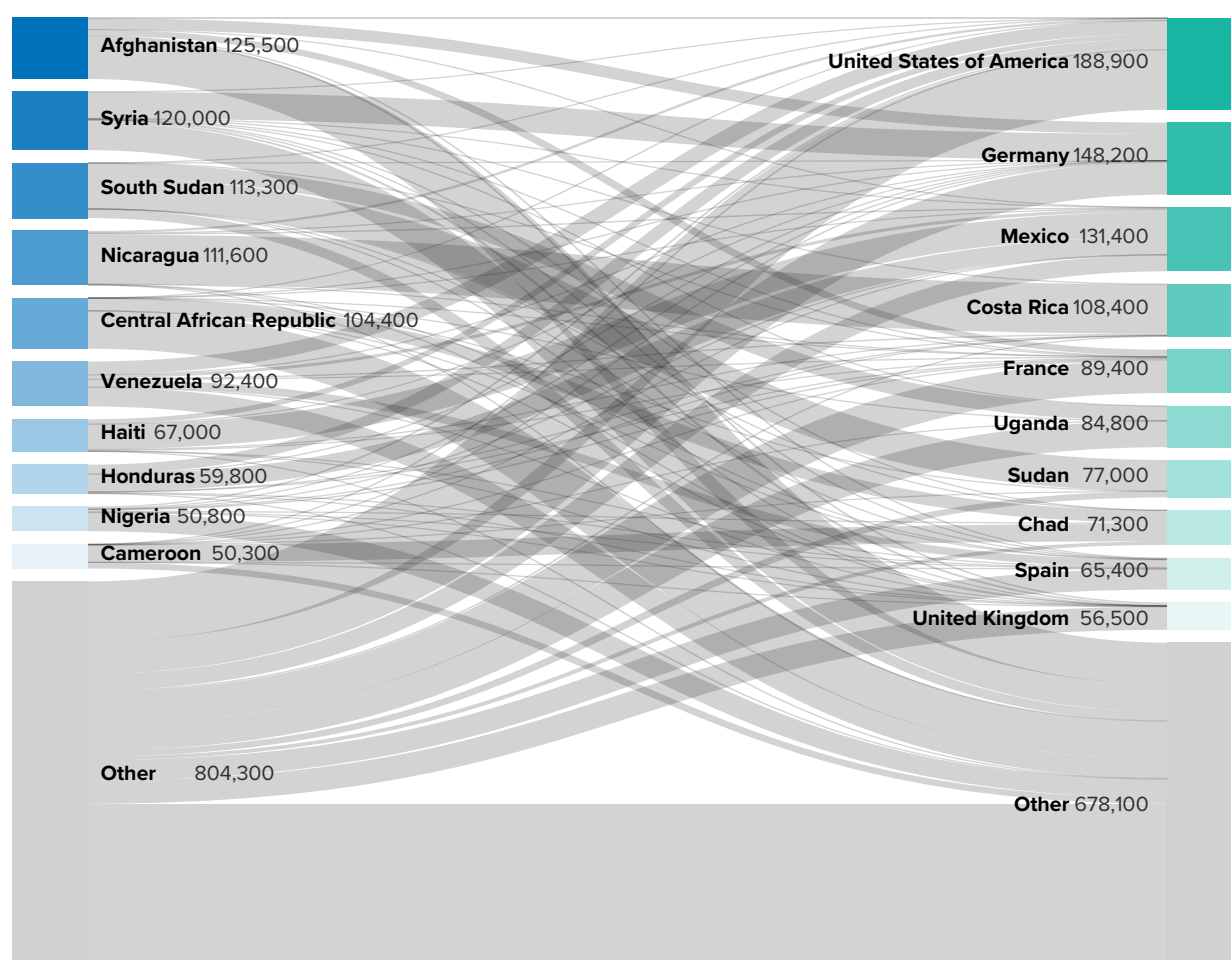 Afghanistan 125,500
Syria 120,000
South Sudan 113,300
Nicaragua 111,600
Central African Republic 104,400
Venezuela 92,400
Haiti 67,000
Honduras 59,800
Nigeria 50,800
Cameroon 50,300
Other 804,300
United States of America 188,900
Germany 148,200
Mexico 131,400
Costa Rica 108,400
France 89,400
Uganda 84,800
Sudan 77,000
Chad 71,300
Spain 65,400
United Kingdom 56,500
Other 678,100